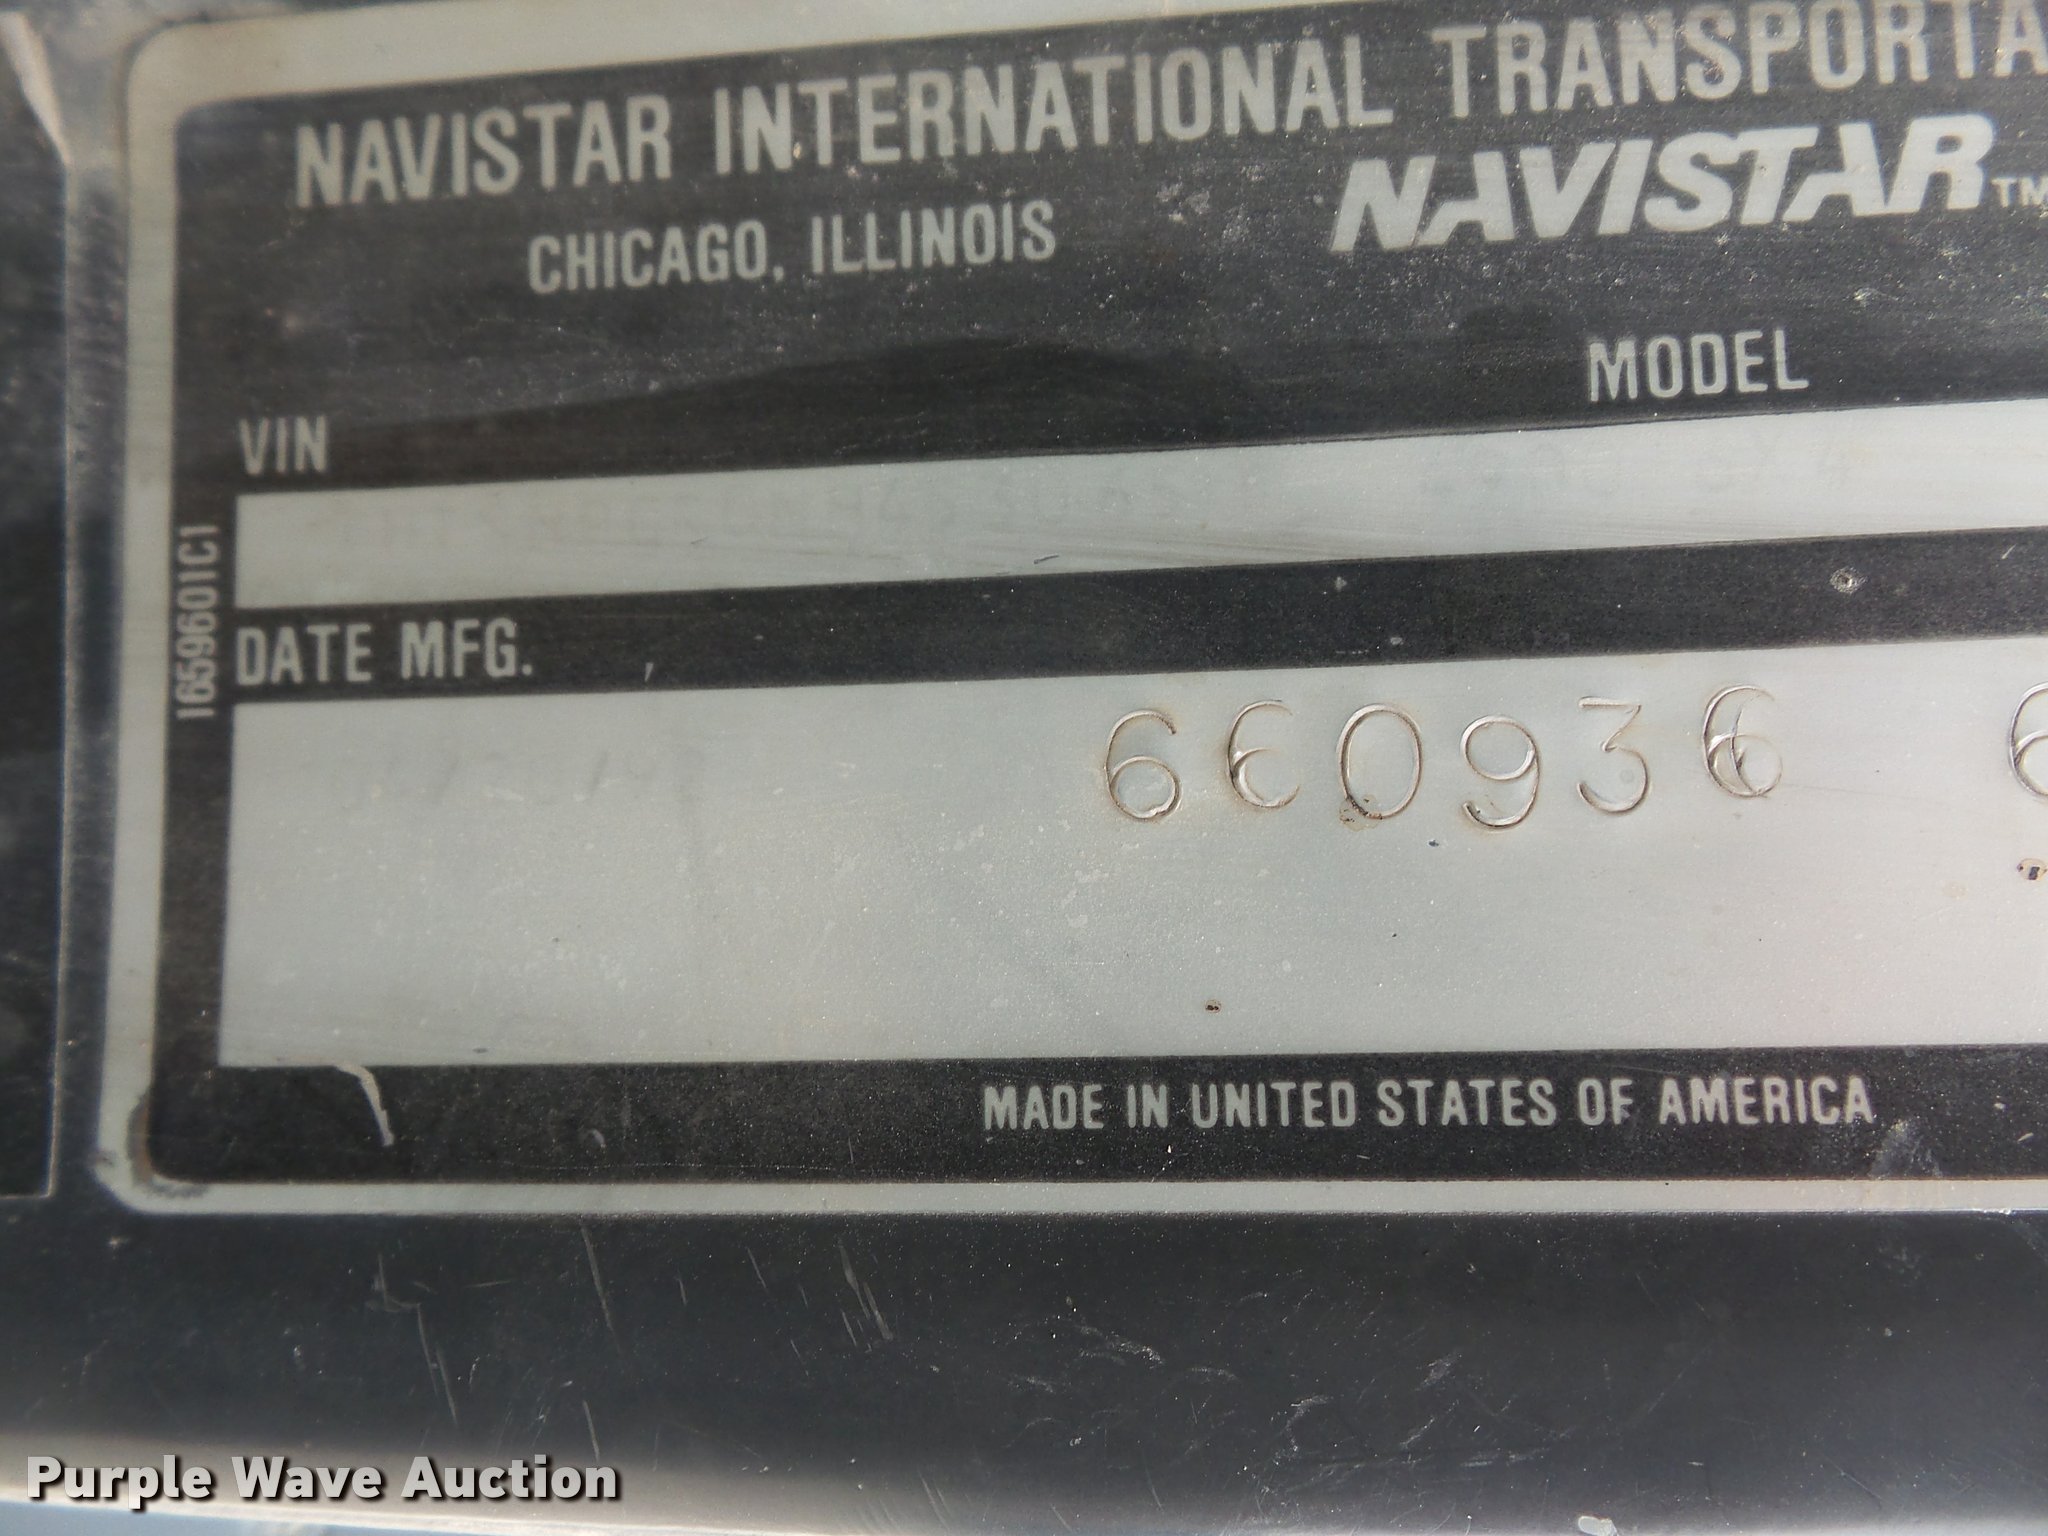 NAVISTAR INTERNATIONAL TRANSPORTA
CHICAGO, ILLINOIS
NAVISTAR™
MODEL
VIN
1659601C1
DATE MFG.
660936 6
MADE IN UNITED STATES OF AMERICA
Purple Wave Auction